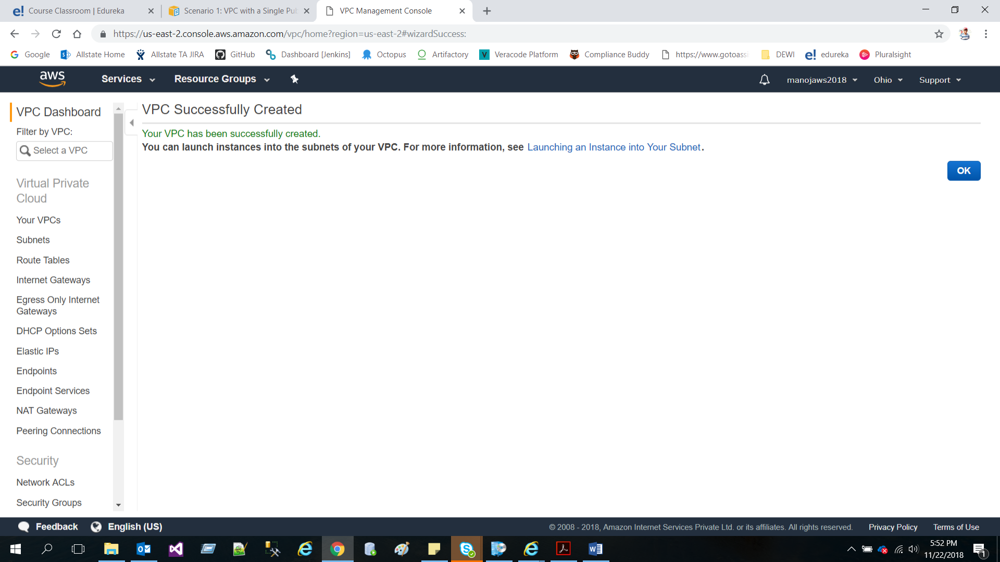 e! Course Classroom | Edureka
Scenario 1: VPC with a Single Pu
VPC Management Console
https://us-east-2.console.aws.amazon.com/vpc/home?region=us-east-2#wizardSuccess:
Google
Allstate Home
Allstate TA JIRA
GitHub
Dashboard [Jenkins]
Octopus
Artifactory
V Veracode Platform
Compliance Buddy
https://www.gotoass
DEWI
e! edureka
Pluralsight
aws
Services
Resource Groups
manojaws2018
Ohio
Support
VPC Dashboard
Filter by VPC:
Select a VPC
Virtual Private
Cloud
Your VPCs
Subnets
Route Tables
Internet Gateways
Egress Only Internet
Gateways
DHCP Options Sets
Elastic IPs
Endpoints
Endpoint Services
NAT Gateways
Peering Connections
Security
Network ACLs
Security Groups
VPC Successfully Created
Your VPC has been successfully created.
You can launch instances into the subnets of your VPC. For more information, see Launching an Instance into Your Subnet.
OK
Feedback
English (US)
© 2008 - 2018, Amazon Internet Services Private Ltd. or its affiliates. All rights reserved.
Privacy Policy
Terms of Use
5:52 PM
11/22/2018
1